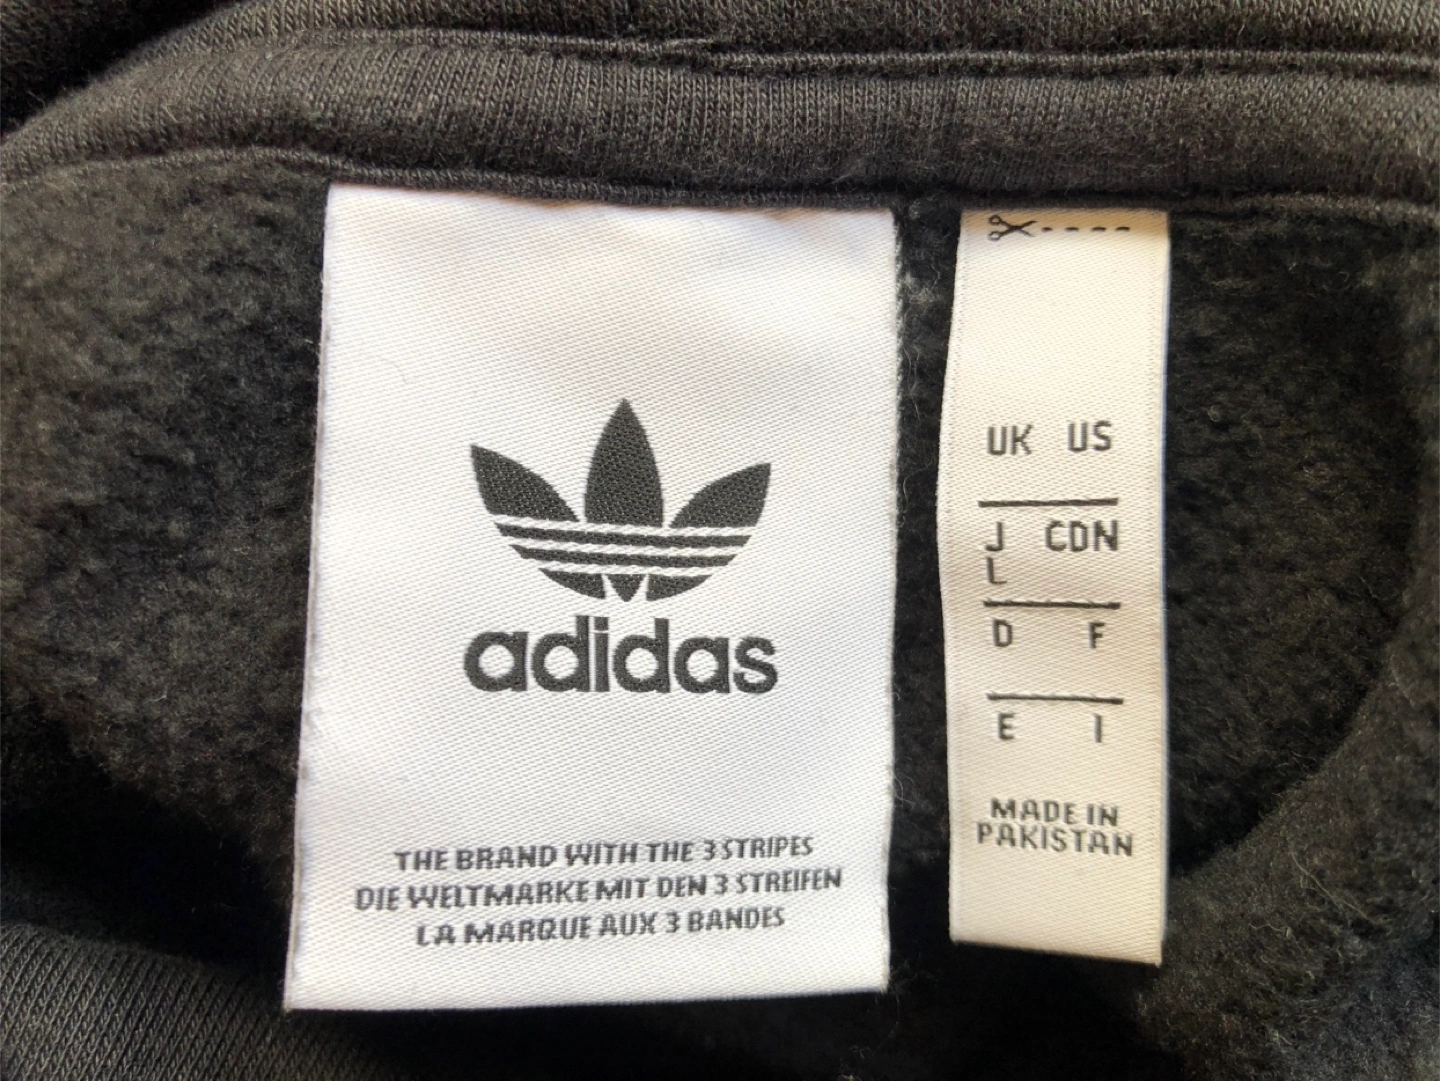 adidas
THE BRAND WITH THE 3 STRIPES
DIE WELTMARKE MIT DEN 3 STREIFEN
LA MARQUE AUX 3 BANDES
UK US
J CDN
L
D F
E I
MADE IN
PAKISTAN